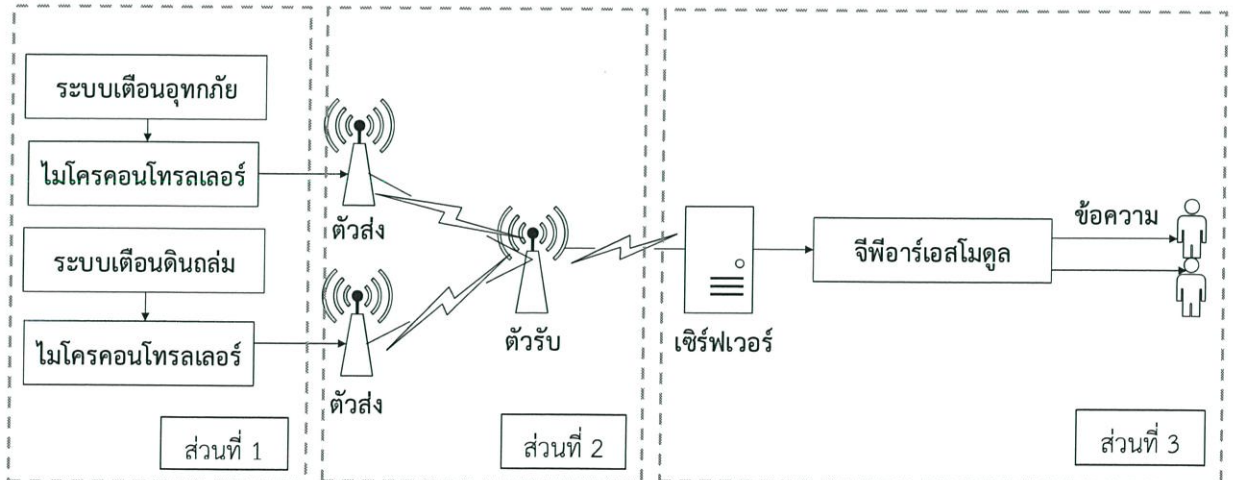 ระบบเตือนอุทกภัย
ไมโครคอนโทรลเลอร์
ตัวส่ง
ระบบเตือนดินถล่ม
ไมโครคอนโทรลเลอร์
ตัวส่ง
ตัวรับ
เซิร์ฟเวอร์
จีพีอาร์เอสโมดูล
ข้อความ
ส่วนที่ 1
ส่วนที่ 2
ส่วนที่ 3